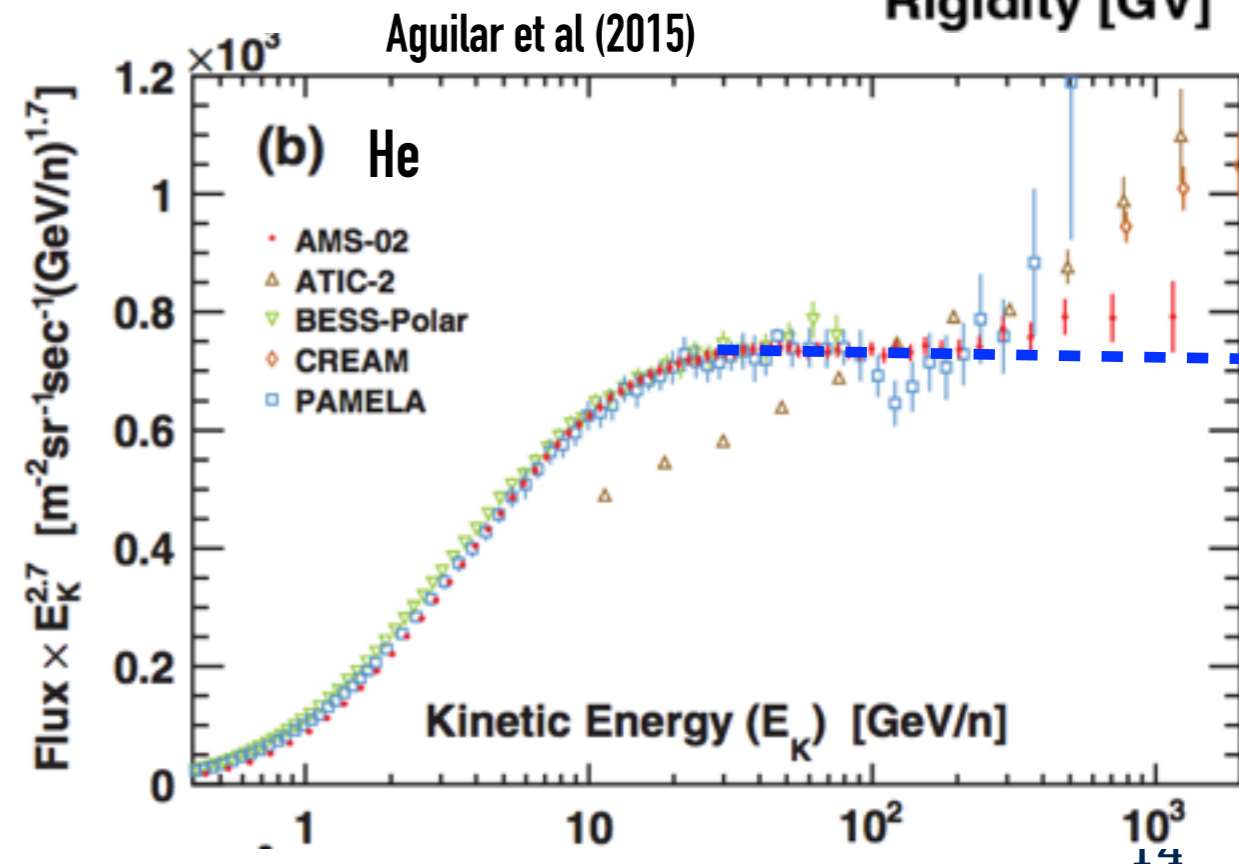 Rigidity [GV]
Aguilar et al (2015)
×10³
1.2
1
0.8
0.6
0.4
0.2
0
Flux × E_K^2.7 [m^-2sr^-1sec^-1(GeV/n)^1.7]
(b) He
AMS-02
ATIC-2
BESS-Polar
CREAM
PAMELA
Kinetic Energy (E_K) [GeV/n]
1 10 10² 10³
14